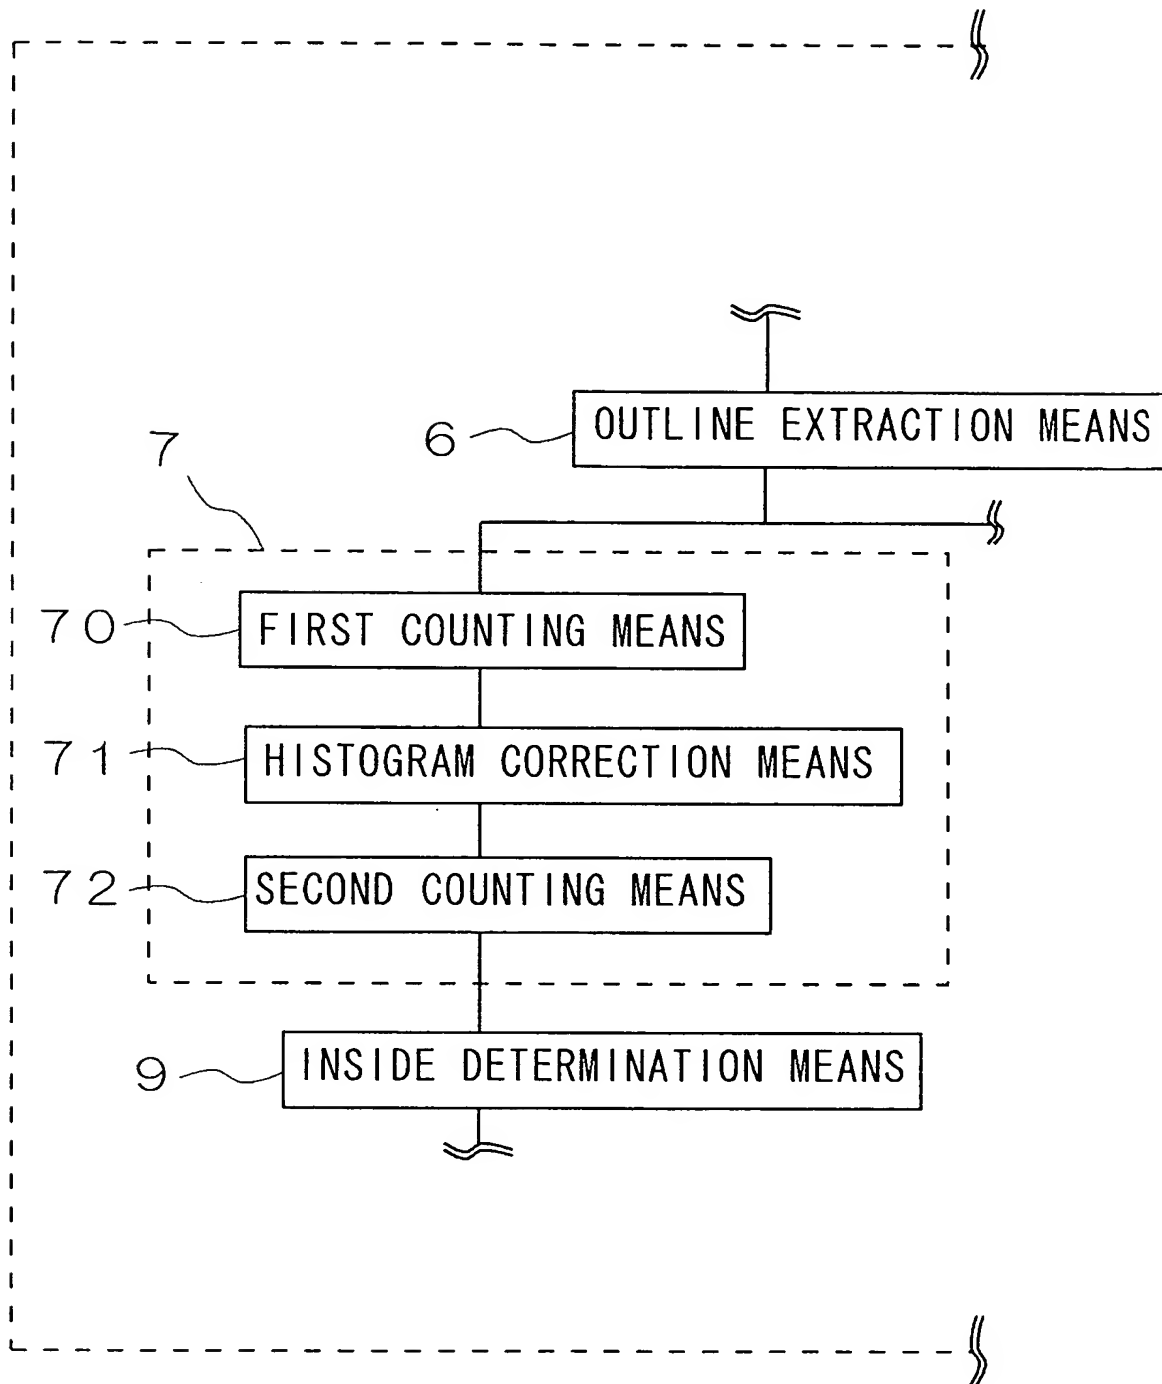 6 OUTLINE EXTRACTION MEANS
7
70 FIRST COUNTING MEANS
71 HISTOGRAM CORRECTION MEANS
72 SECOND COUNTING MEANS
9 INSIDE DETERMINATION MEANS